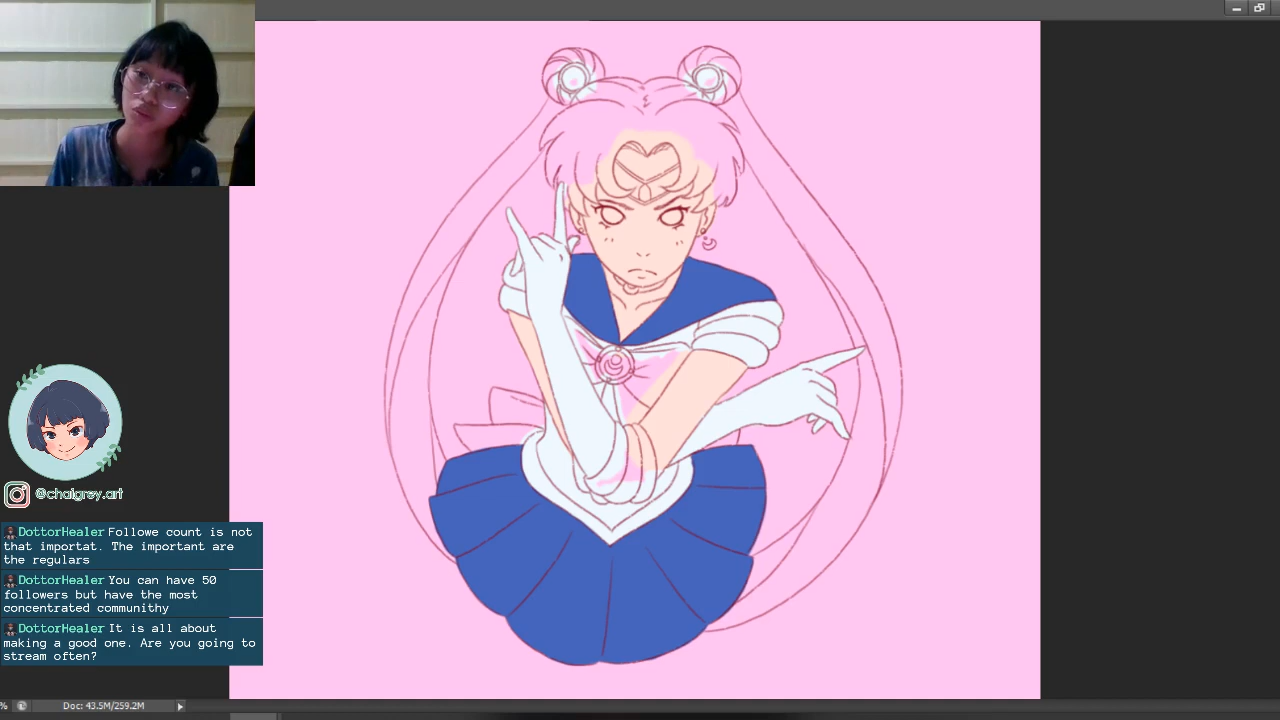 @chaigrey.art
DottorHealer Followe count is not
that importat. The important are
the regulars
DottorHealer You can have 50
followers but have the most
concentrated communithy
DottorHealer It is all about
making a good one. Are you going to
stream often?
% Doc: 43.5M/259.2M